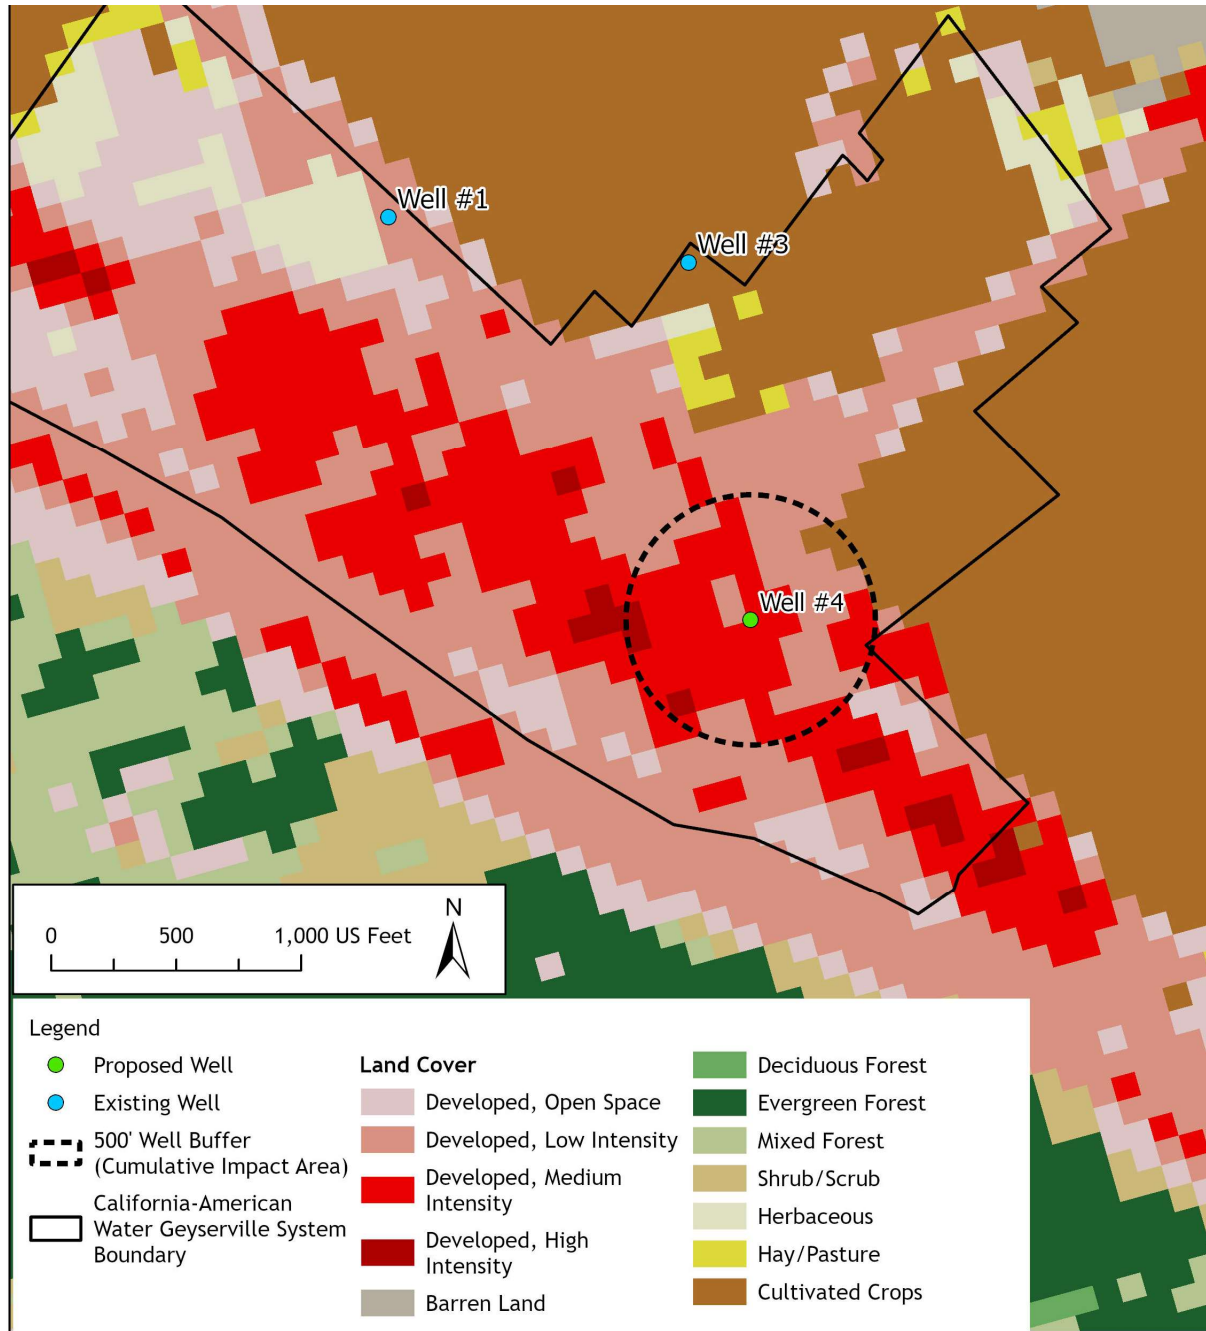 Well #1
Well #3
Well #4
N
0 500 1,000 US Feet
Legend
Proposed Well
Existing Well
500' Well Buffer
(Cumulative Impact Area)
California-American
Water Geyserville System
Boundary
Land Cover
Developed, Open Space
Developed, Low Intensity
Developed, Medium
Intensity
Developed, High
Intensity
Barren Land
Deciduous Forest
Evergreen Forest
Mixed Forest
Shrub/Scrub
Herbaceous
Hay/Pasture
Cultivated Crops